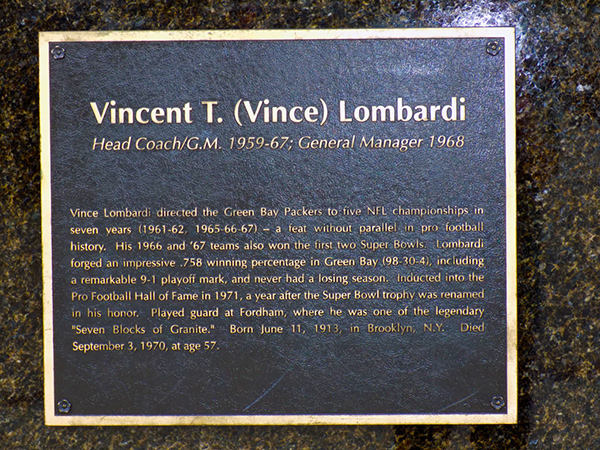 Vincent T. (Vince) Lombardi
Head Coach/G.M. 1959-67; General Manager 1968
Vince Lombardi directed the Green Bay Packers to five NFL championships in
seven years (1961-62, 1965-66-67) – a feat without parallel in pro football
history. His 1966 and '67 teams also won the first two Super Bowls. Lombardi
forged an impressive .758 winning percentage in Green Bay (98-30-4), including
a remarkable 9-1 playoff mark, and never had a losing season. Inducted into the
Pro Football Hall of Fame in 1971, a year after the Super Bowl trophy was renamed
in his honor. Played guard at Fordham, where he was one of the legendary
"Seven Blocks of Granite." Born June 11, 1913, in Brooklyn, N.Y. Died
September 3, 1970, at age 57.